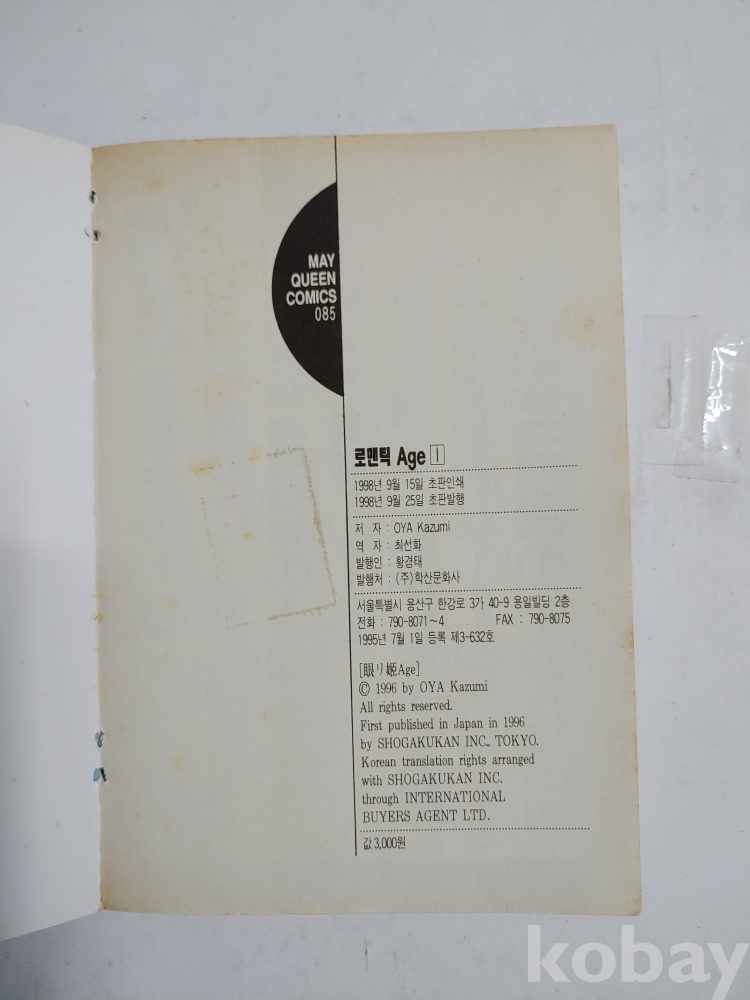 MAY
QUEEN
COMICS
085
로멘틱 Age 1
1998년 9월 15일 초판인쇄
1998년 9월 25일 초판발행
저 자 : OYA Kazumi
역 자 : 최선화
발행인 : 황경태
발행처 : (주)학산문화사
서울특별시 용산구 한강로 3가 40-9 용일빌딩 2층
전화 : 790-8071~4 FAX : 790-8075
1995년 7월 1일 등록 제3-632호
[眼リ姬Age]
© 1996 by OYA Kazumi
All rights reserved.
First published in Japan in 1996
by SHOGAKUKAN INC., TOKYO.
Korean translation rights arranged
with SHOGAKUKAN INC.
through INTERNATIONAL
BUYERS AGENT LTD.
값 3,000원
kobay